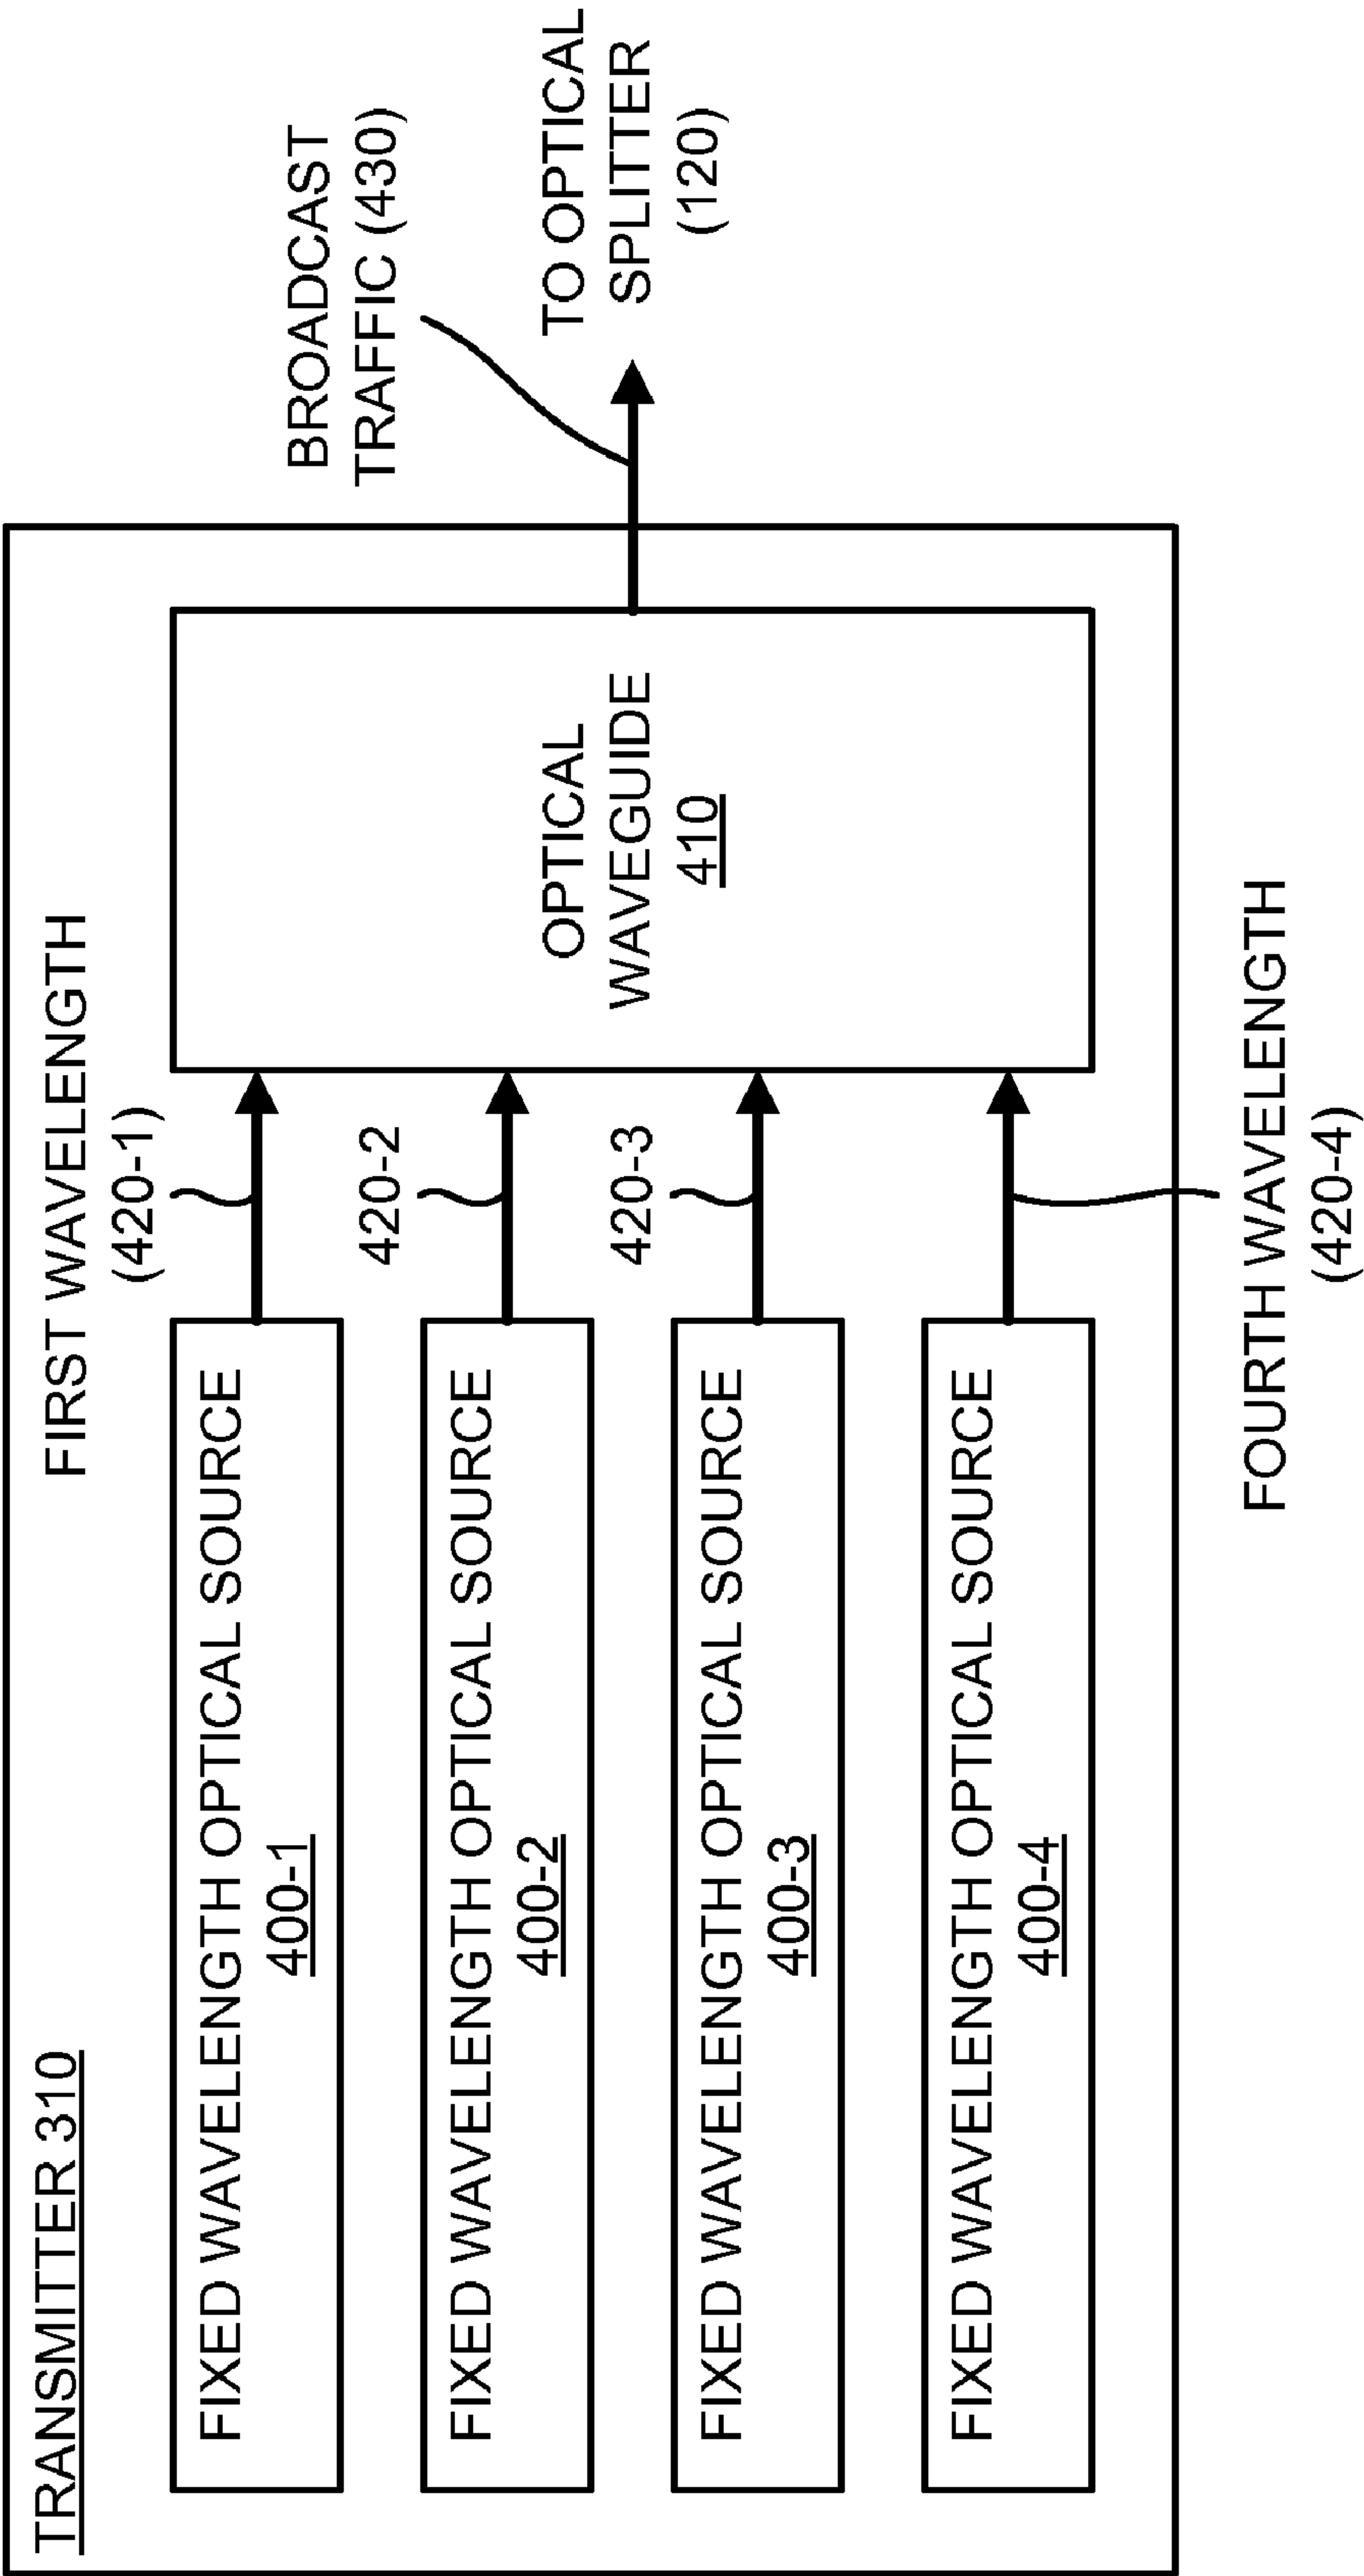 TRANSMITTER 310
FIRST WAVELENGTH
(420-1)
FIXED WAVELENGTH OPTICAL SOURCE
400-1
420-2
FIXED WAVELENGTH OPTICAL SOURCE
400-2
420-3
FIXED WAVELENGTH OPTICAL SOURCE
400-3
FIXED WAVELENGTH OPTICAL SOURCE
400-4
FOURTH WAVELENGTH
(420-4)
OPTICAL
WAVEGUIDE
410
BROADCAST
TRAFFIC (430)
TO OPTICAL
SPLITTER
(120)